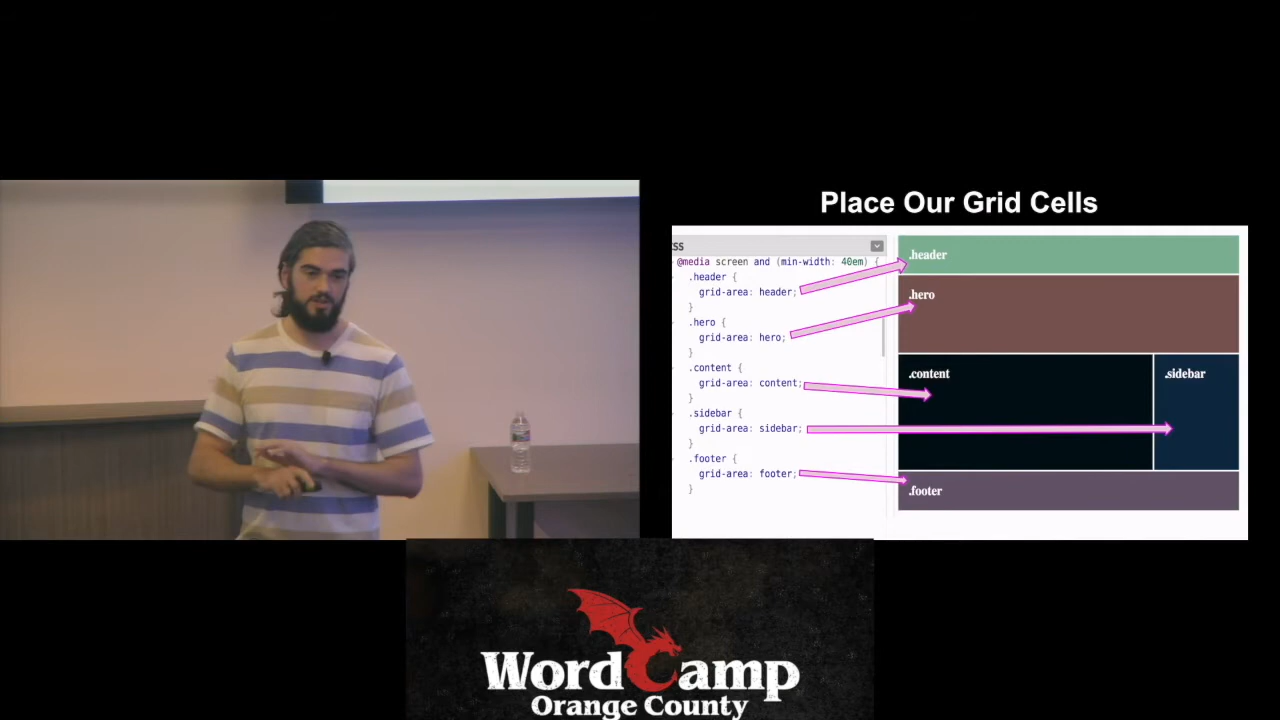 Place Our Grid Cells
SS
@media screen and (min-width: 40em) {
.header {
grid-area: header;
}
.hero {
grid-area: hero;
}
.content {
grid-area: content;
}
.sidebar {
grid-area: sidebar;
}
.footer {
grid-area: footer;
}
.header
.hero
.content
.sidebar
.footer
WordCamp
Orange County